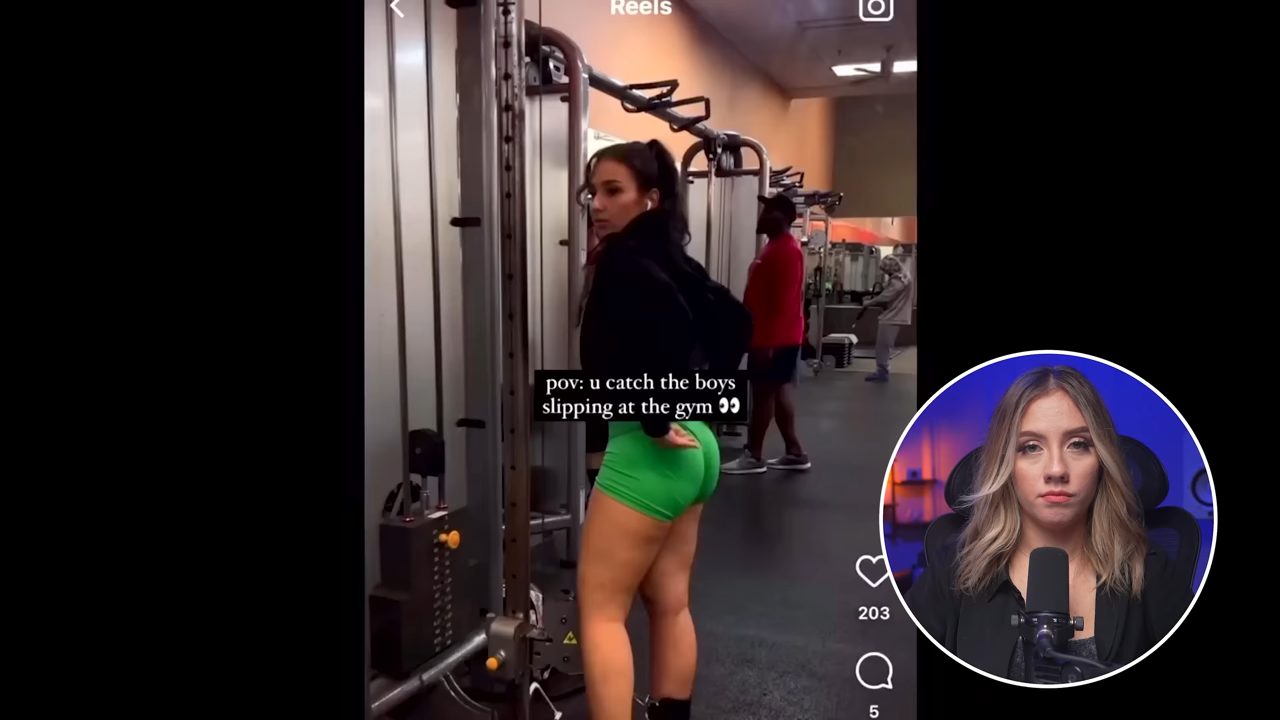 Reels
pov: u catch the boys
slipping at the gym 👀
203
5